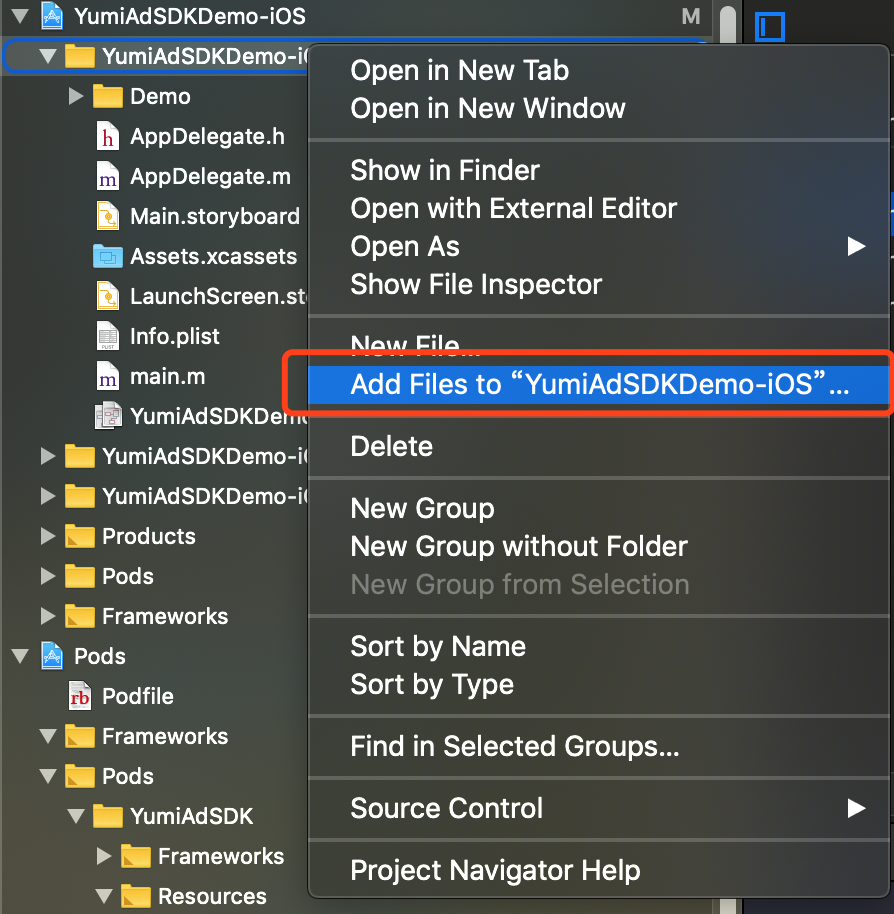 YumiAdSDKDemo-iOS
M
YumiAdSDKDemo-i
Demo
AppDelegate.h
AppDelegate.m
Main.storyboard
Assets.xcassets
LaunchScreen.st
Info.plist
main.m
YumiAdSDKDem
YumiAdSDKDemo-i
YumiAdSDKDemo-i
Products
Pods
Frameworks
Pods
Podfile
Frameworks
Pods
YumiAdSDK
Frameworks
Resources
Open in New Tab
Open in New Window
Show in Finder
Open with External Editor
Open As
Show File Inspector
New File...
Add Files to “YumiAdSDKDemo-iOS”...
Delete
New Group
New Group without Folder
New Group from Selection
Sort by Name
Sort by Type
Find in Selected Groups...
Source Control
Project Navigator Help